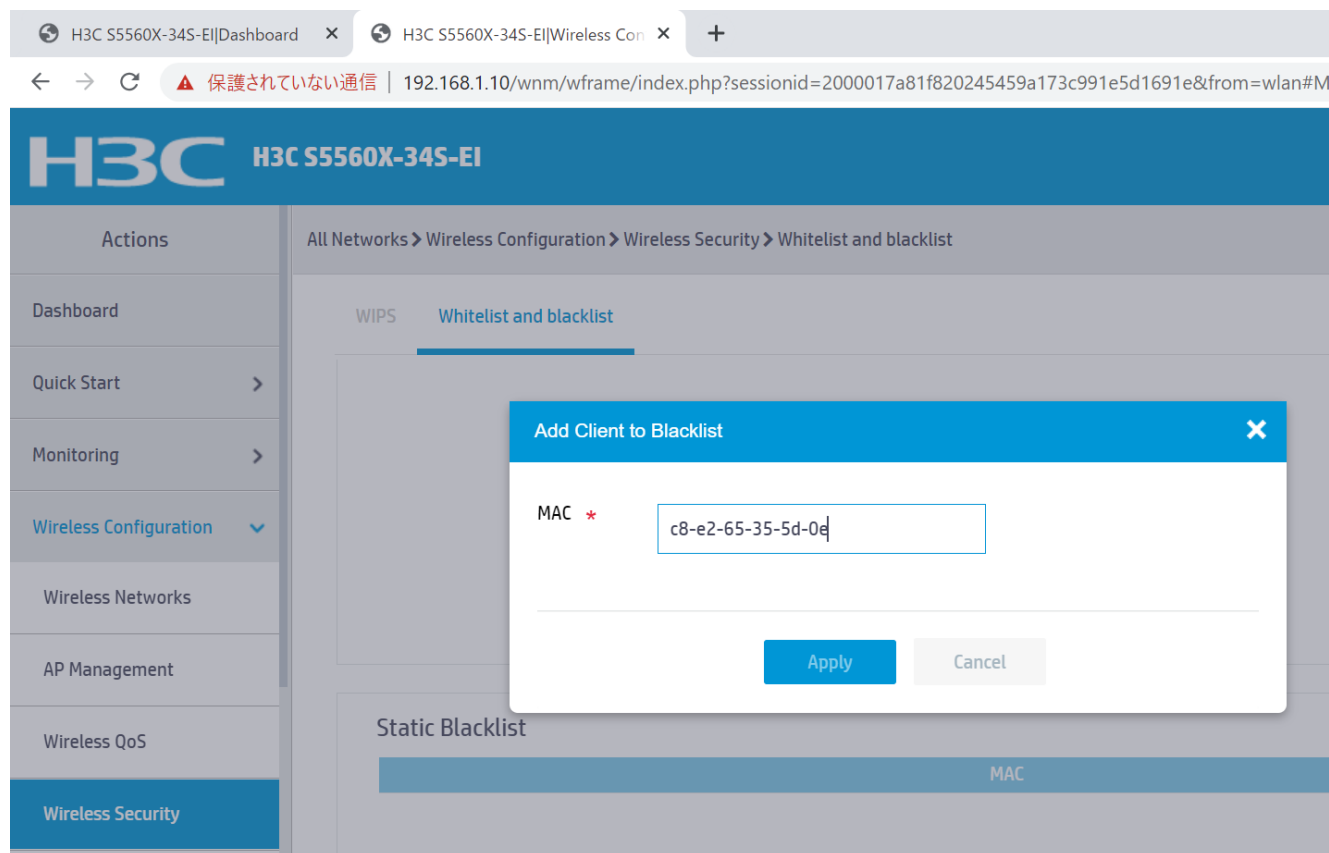 H3C S5560X-34S-EI|Dashboard
H3C S5560X-34S-EI|Wireless Con
保護されていない通信 192.168.1.10/wnm/wframe/index.php?sessionid=2000017a81f820245459a173c991e5d1691e&from=wlan#M
H3C H3C S5560X-34S-EI
Actions
All Networks > Wireless Configuration > Wireless Security > Whitelist and blacklist
Dashboard
WIPS Whitelist and blacklist
Quick Start
Monitoring
Wireless Configuration
Wireless Networks
AP Management
Wireless QoS
Wireless Security
Add Client to Blacklist
MAC *
c8-e2-65-35-5d-0e
Apply Cancel
Static Blacklist
MAC